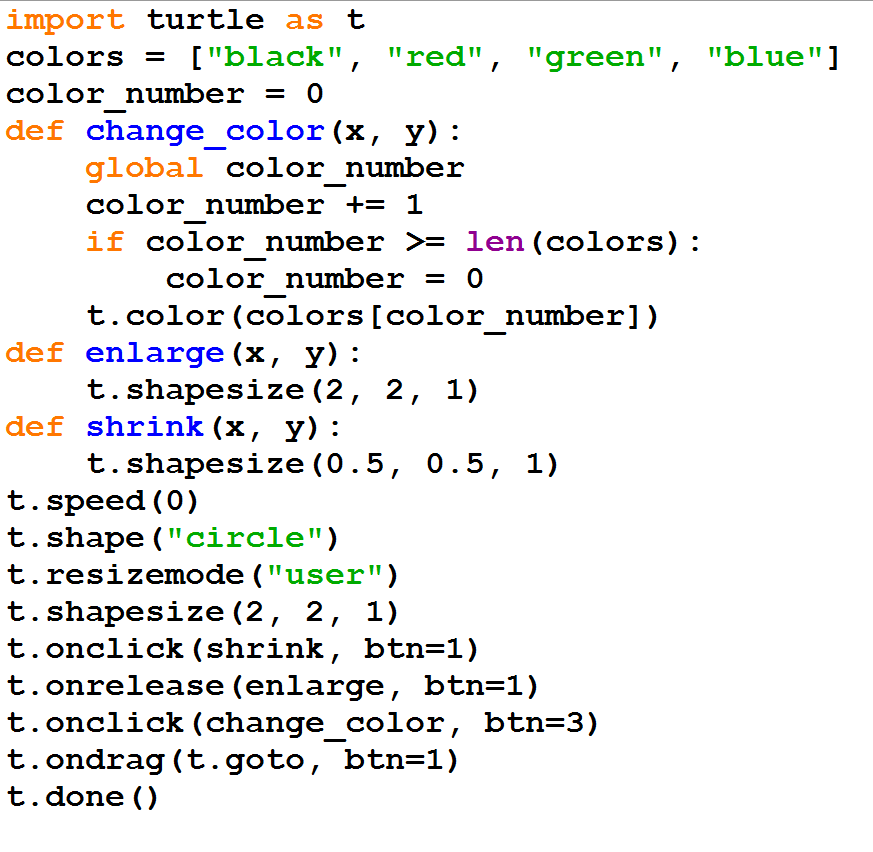 import turtle as t
colors = ["black", "red", "green", "blue"]
color_number = 0
def change_color(x, y):
    global color_number
    color_number += 1
    if color_number >= len(colors):
        color_number = 0
    t.color(colors[color_number])
def enlarge(x, y):
    t.shapesize(2, 2, 1)
def shrink(x, y):
    t.shapesize(0.5, 0.5, 1)
t.speed(0)
t.shape("circle")
t.resizemode("user")
t.shapesize(2, 2, 1)
t.onclick(shrink, btn=1)
t.onrelease(enlarge, btn=1)
t.onclick(change_color, btn=3)
t.ondrag(t.goto, btn=1)
t.done()